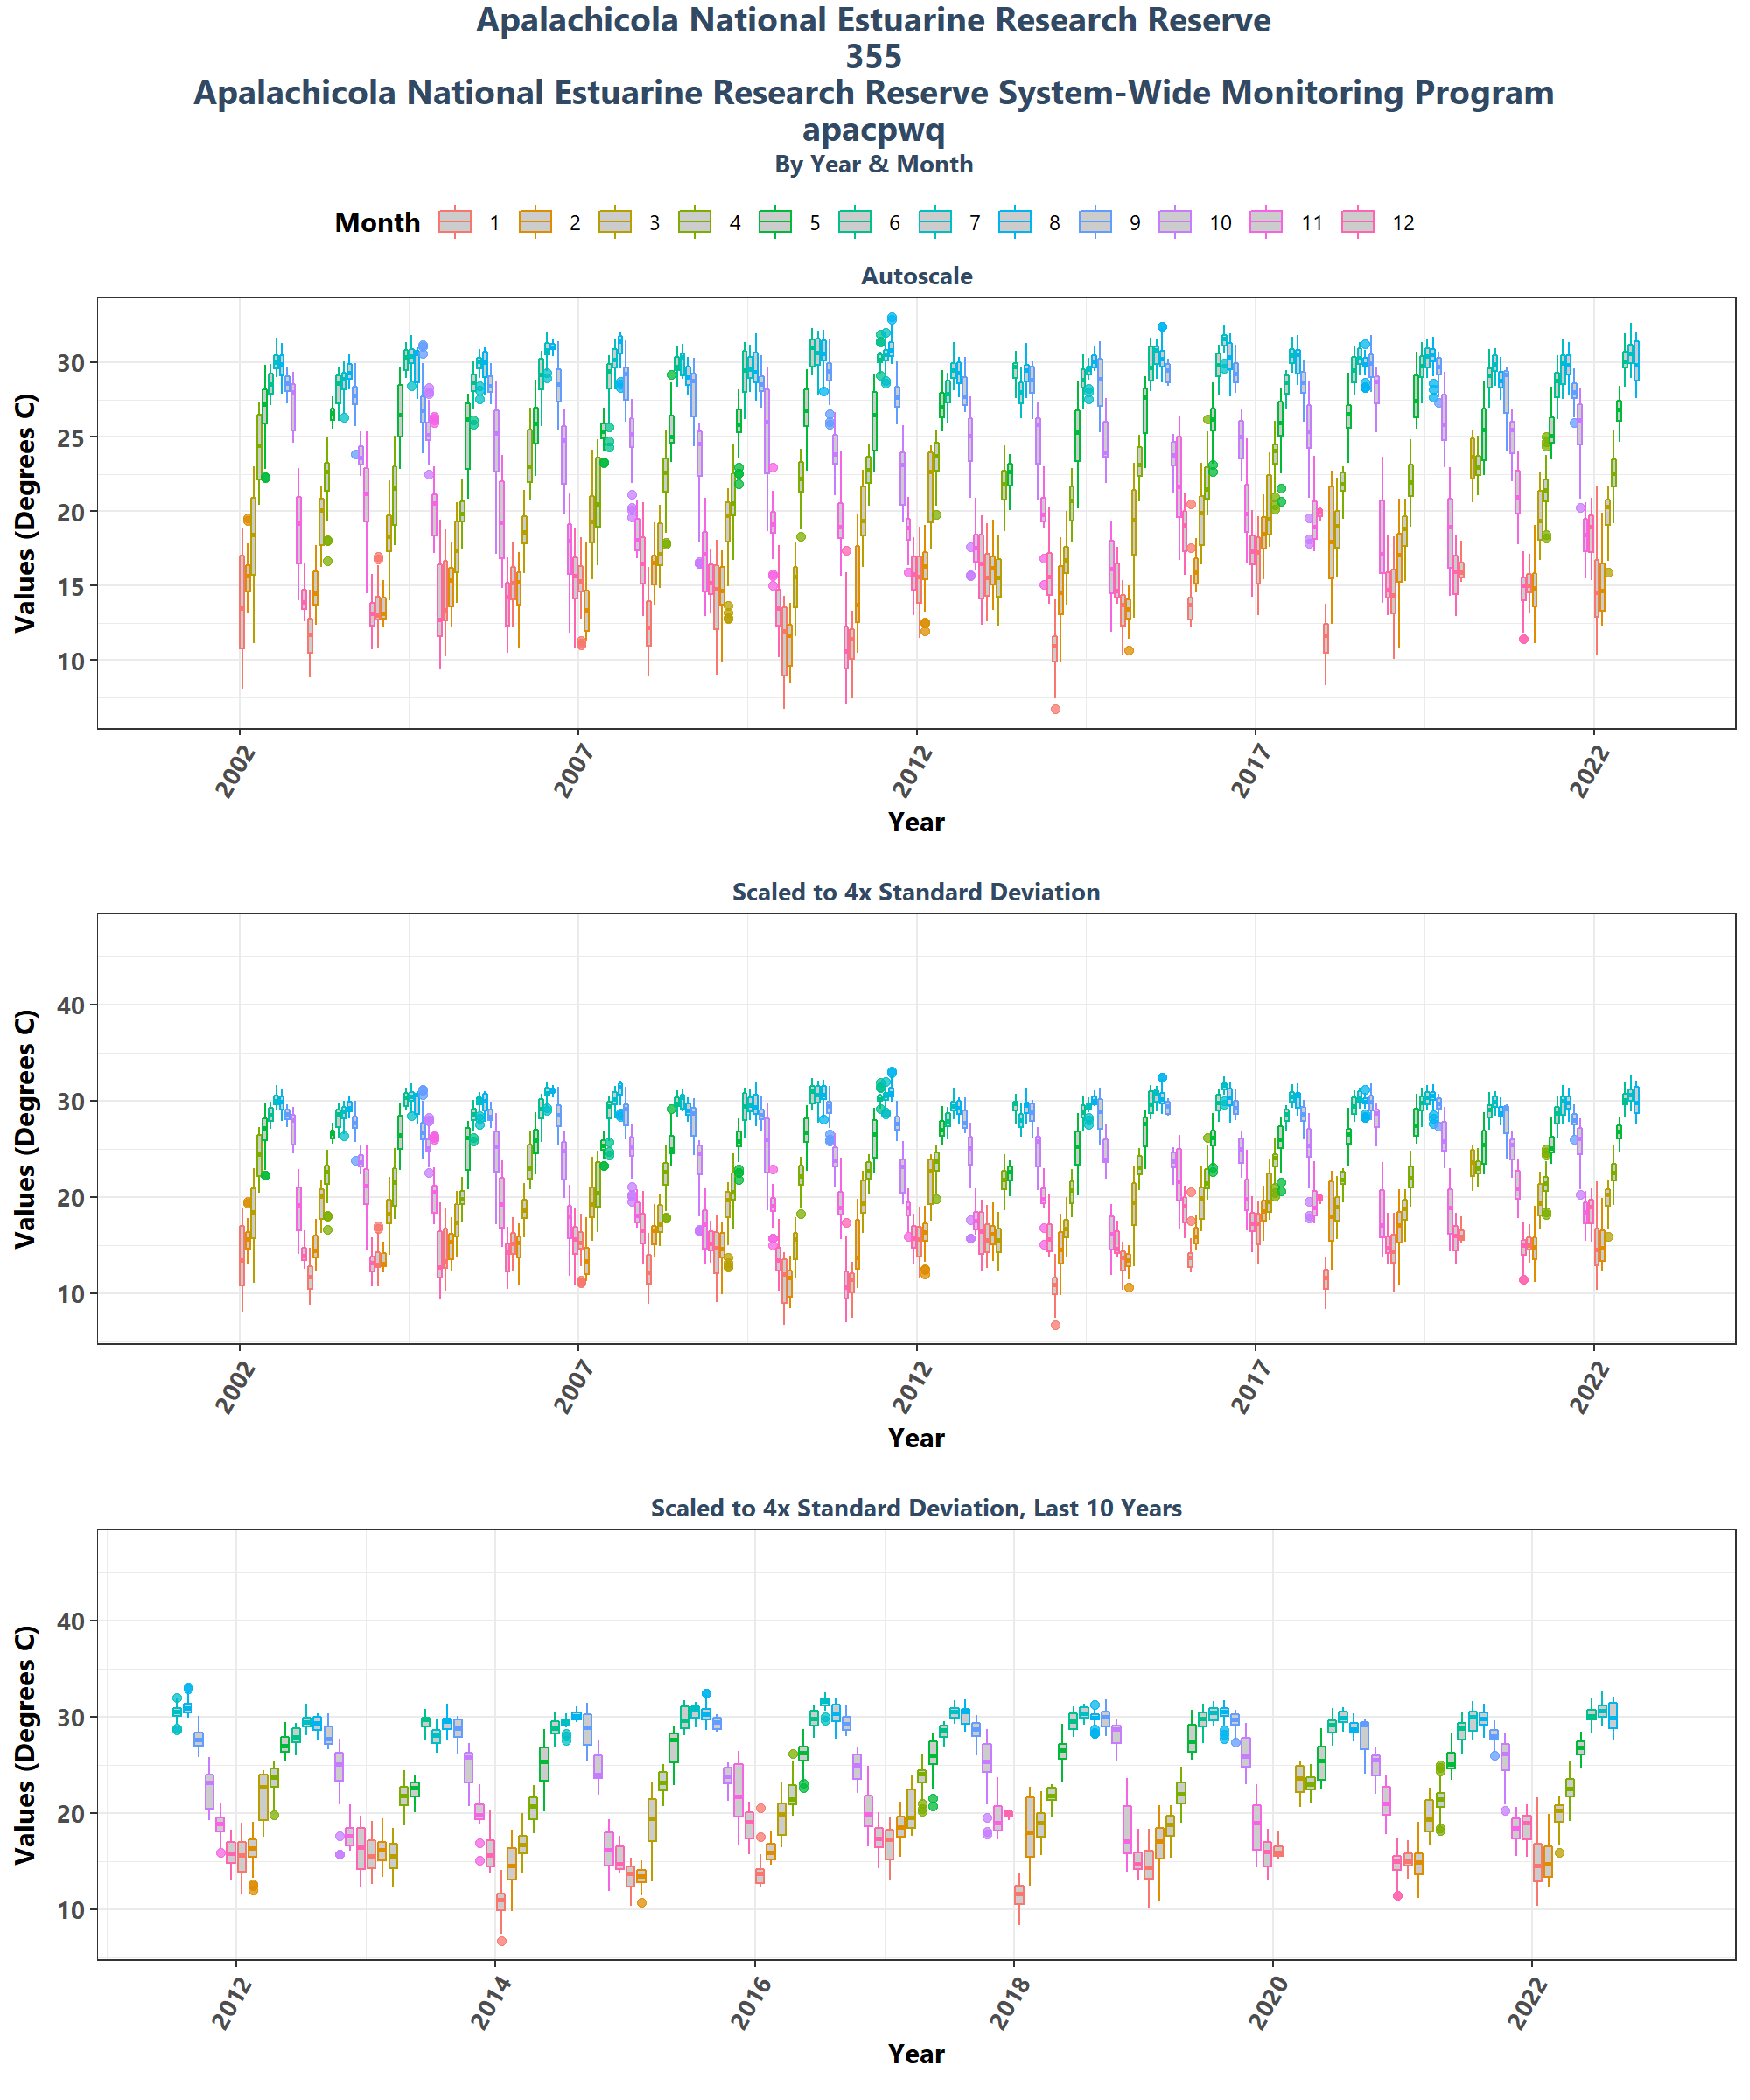 Apalachicola National Estuarine Research Reserve
355
Apalachicola National Estuarine Research Reserve System-Wide Monitoring Program
apacpwq
By Year & Month
Month 1 2 3 4 5 6 7 8 9 10 11 12
Autoscale
Values (Degrees C)
30
25
20
15
10
2002 2007 2012 2017 2022
Year
Scaled to 4x Standard Deviation
Values (Degrees C)
40
30
20
10
2002 2007 2012 2017 2022
Year
Scaled to 4x Standard Deviation, Last 10 Years
Values (Degrees C)
40
30
20
10
2012 2014 2016 2018 2020 2022
Year